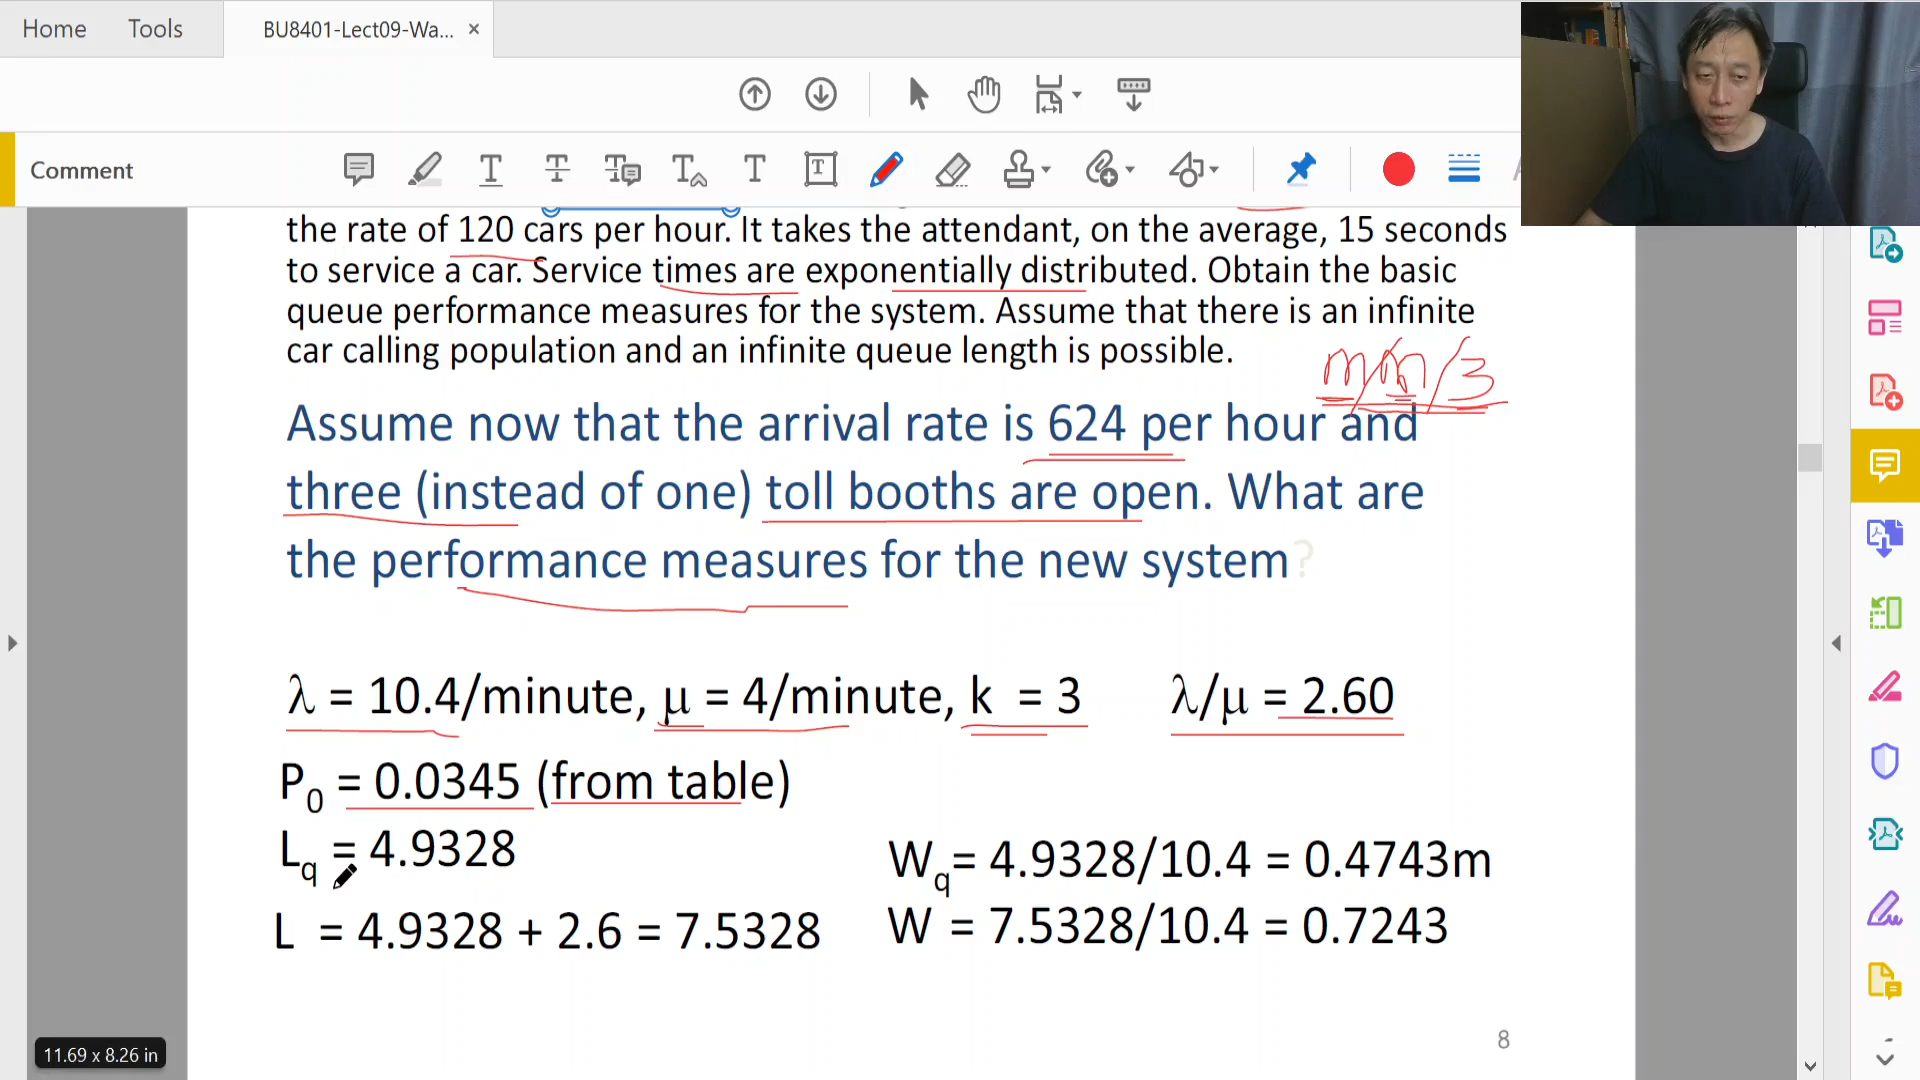 Home Tools BU8401-Lect09-Wa... ×
Comment
the rate of 120 cars per hour. It takes the attendant, on the average, 15 seconds
to service a car. Service times are exponentially distributed. Obtain the basic
queue performance measures for the system. Assume that there is an infinite
car calling population and an infinite queue length is possible.
m/m/3
Assume now that the arrival rate is 624 per hour and
three (instead of one) toll booths are open. What are
the performance measures for the new system?
λ = 10.4/minute, μ = 4/minute, k = 3 λ/μ = 2.60
P0 = 0.0345 (from table)
Lq = 4.9328
Wq= 4.9328/10.4 = 0.4743m
L = 4.9328 + 2.6 = 7.5328
W = 7.5328/10.4 = 0.7243
8
11.69 x 8.26 in